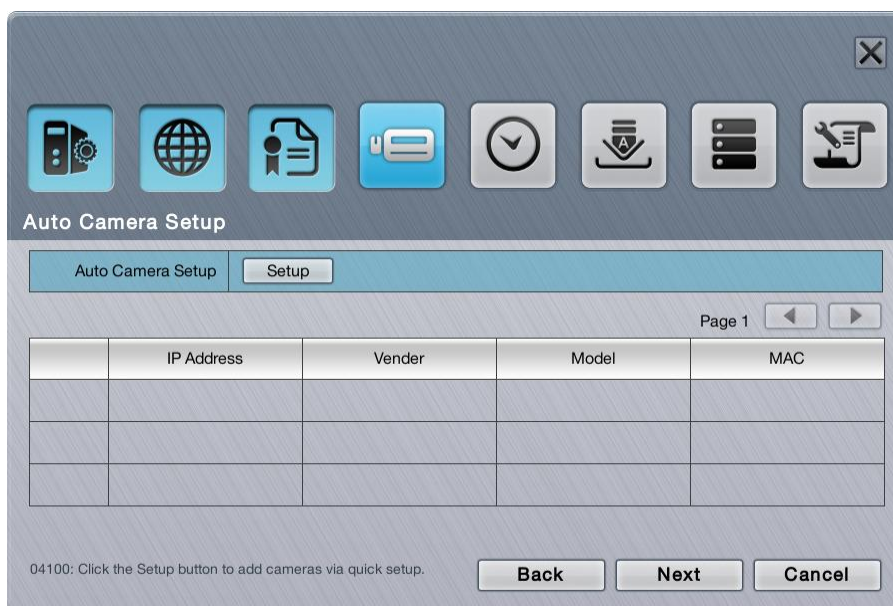 Auto Camera Setup
Auto Camera Setup Setup
Page 1
IP Address Vender Model MAC
04100: Click the Setup button to add cameras via quick setup.
Back Next Cancel